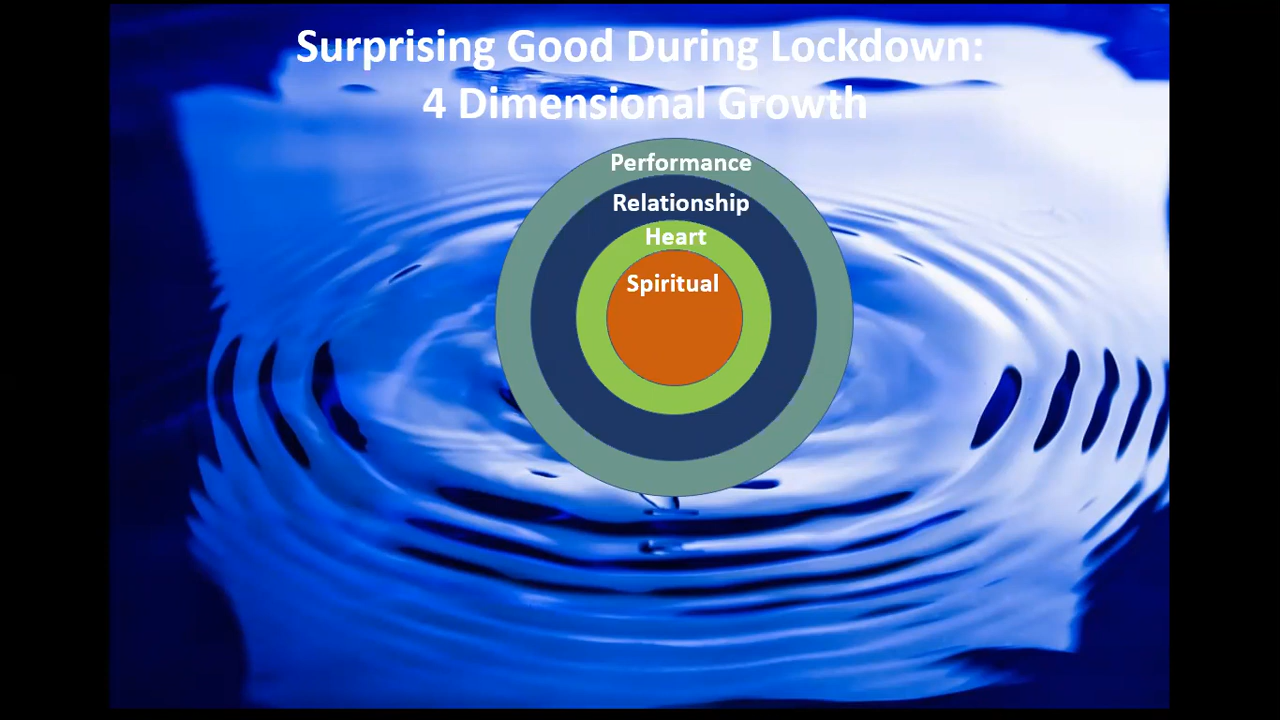 Surprising Good During Lockdown:
4 Dimensional Growth
Performance
Relationship
Heart
Spiritual